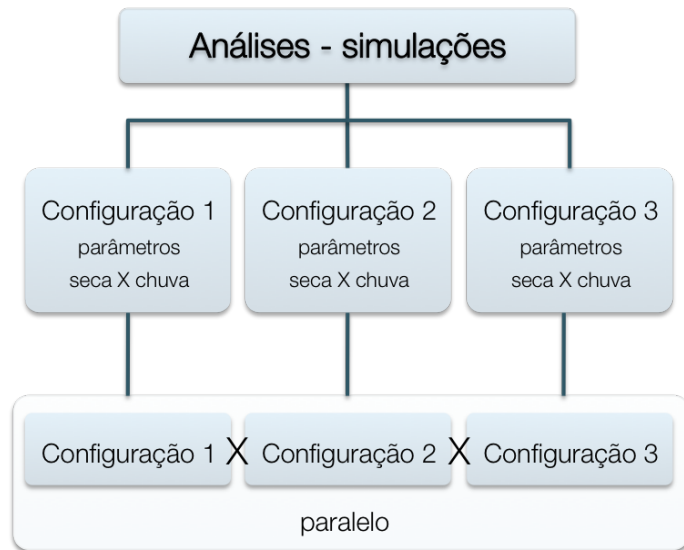 Análises - simulações
Configuração 1
parâmetros
seca X chuva
Configuração 2
parâmetros
seca X chuva
Configuração 3
parâmetros
seca X chuva
Configuração 1 X Configuração 2 X Configuração 3
paralelo